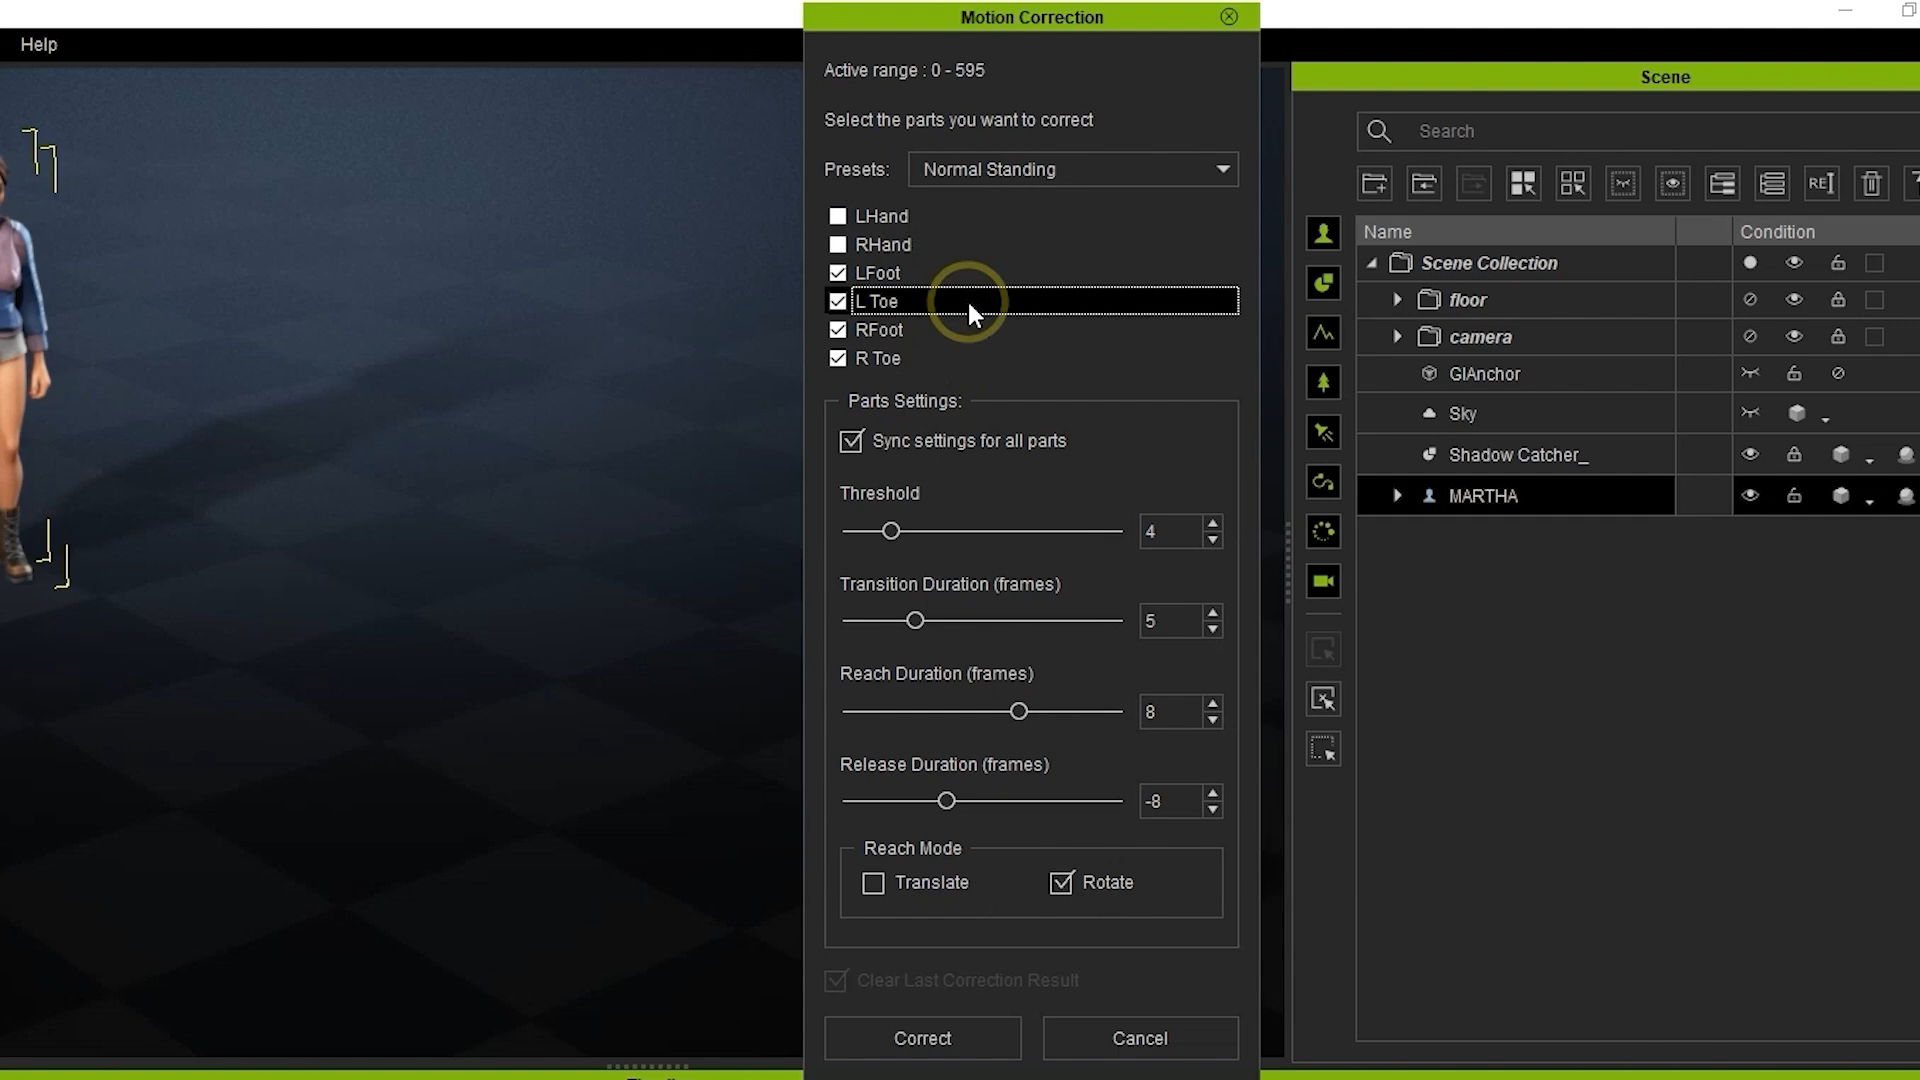 Motion Correction
Help
Active range : 0 - 595
Select the parts you want to correct
Presets: Normal Standing
LHand
RHand
LFoot
L Toe
RFoot
R Toe
Parts Settings:
Sync settings for all parts
Threshold
4
Transition Duration (frames)
5
Reach Duration (frames)
8
Release Duration (frames)
-8
Reach Mode
Translate Rotate
Clear Last Correction Result
Correct Cancel
Scene
Search
RE
Name Condition
Scene Collection
floor
camera
GIAnchor
Sky
Shadow Catcher_
MARTHA